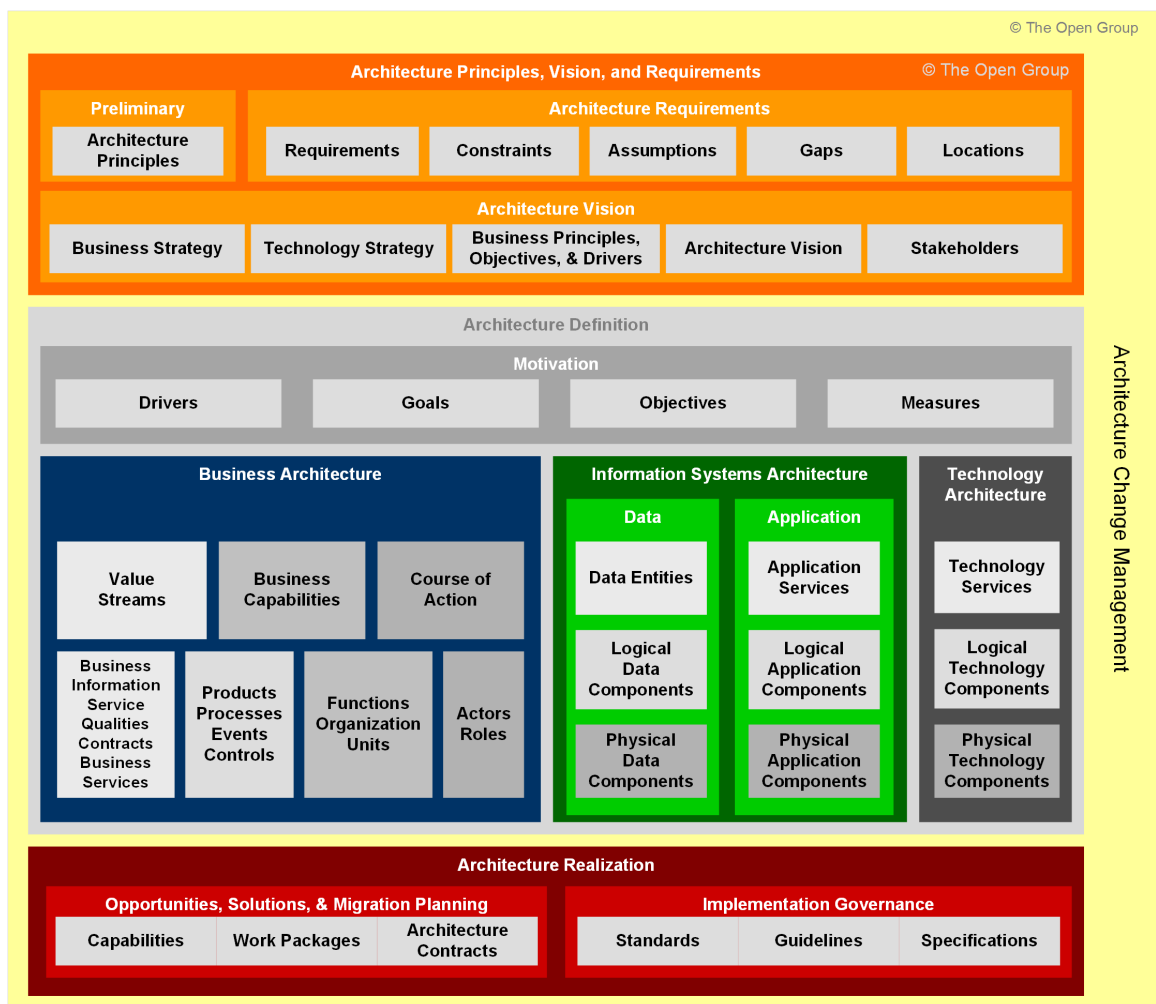 © The Open Group
Architecture Principles, Vision, and Requirements
© The Open Group
Preliminary
Architecture
Principles
Architecture Requirements
Requirements
Constraints
Assumptions
Gaps
Locations
Architecture Vision
Business Strategy
Technology Strategy
Business Principles,
Objectives, & Drivers
Architecture Vision
Stakeholders
Architecture Definition
Motivation
Drivers
Goals
Objectives
Measures
Business Architecture
Value
Streams
Business
Capabilities
Course of
Action
Business
Information
Service
Qualities
Contracts
Business
Services
Products
Processes
Events
Controls
Functions
Organization
Units
Actors
Roles
Information Systems Architecture
Data
Data Entities
Logical
Data
Components
Physical
Data
Components
Application
Application
Services
Logical
Application
Components
Physical
Application
Components
Technology
Architecture
Technology
Services
Logical
Technology
Components
Physical
Technology
Components
Architecture Realization
Opportunities, Solutions, & Migration Planning
Capabilities
Work Packages
Architecture
Contracts
Implementation Governance
Standards
Guidelines
Specifications
Architecture Change Management